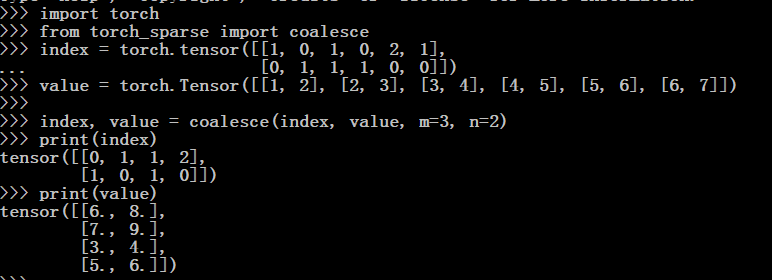 >>> import torch
>>> from torch_sparse import coalesce
>>> index = torch.tensor([[1, 0, 1, 0, 2, 1],
...                       [0, 1, 1, 1, 0, 0]])
>>> value = torch.Tensor([[1, 2], [2, 3], [3, 4], [4, 5], [5, 6], [6, 7]])
>>>
>>> index, value = coalesce(index, value, m=3, n=2)
>>> print(index)
tensor([[0, 1, 1, 2],
        [1, 0, 1, 0]])
>>> print(value)
tensor([[6., 8.],
        [7., 9.],
        [3., 4.],
        [5., 6.]])